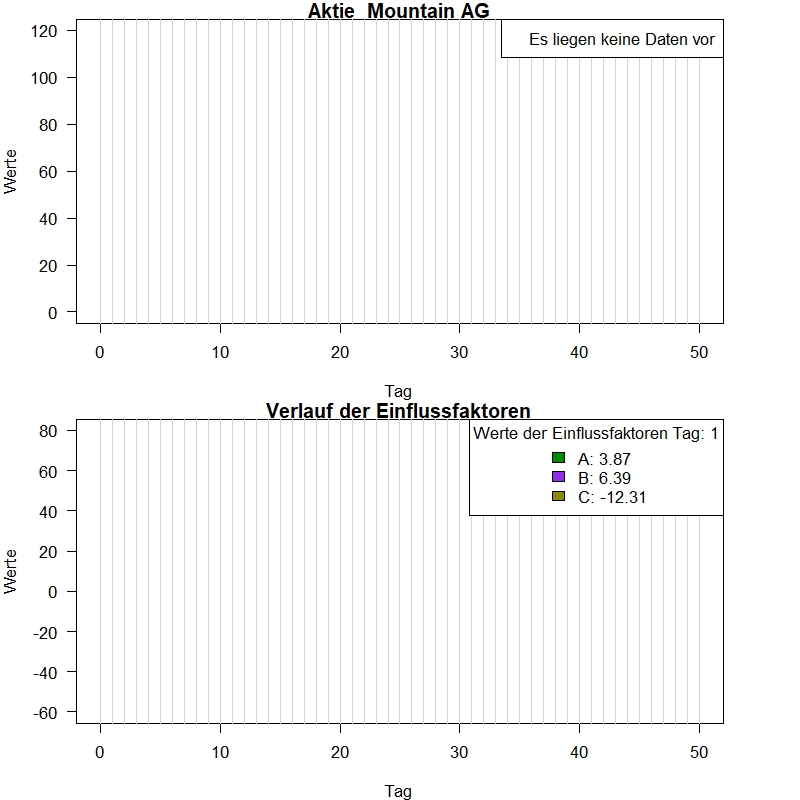 Aktie  Mountain AG
Es liegen keine Daten vor
120
100
80
60
40
20
0
Werte
0 10 20 30 40 50
Tag
Verlauf der Einflussfaktoren
Werte der Einflussfaktoren Tag: 1
A: 3.87
B: 6.39
C: -12.31
80
60
40
20
0
-20
-40
-60
Werte
0 10 20 30 40 50
Tag